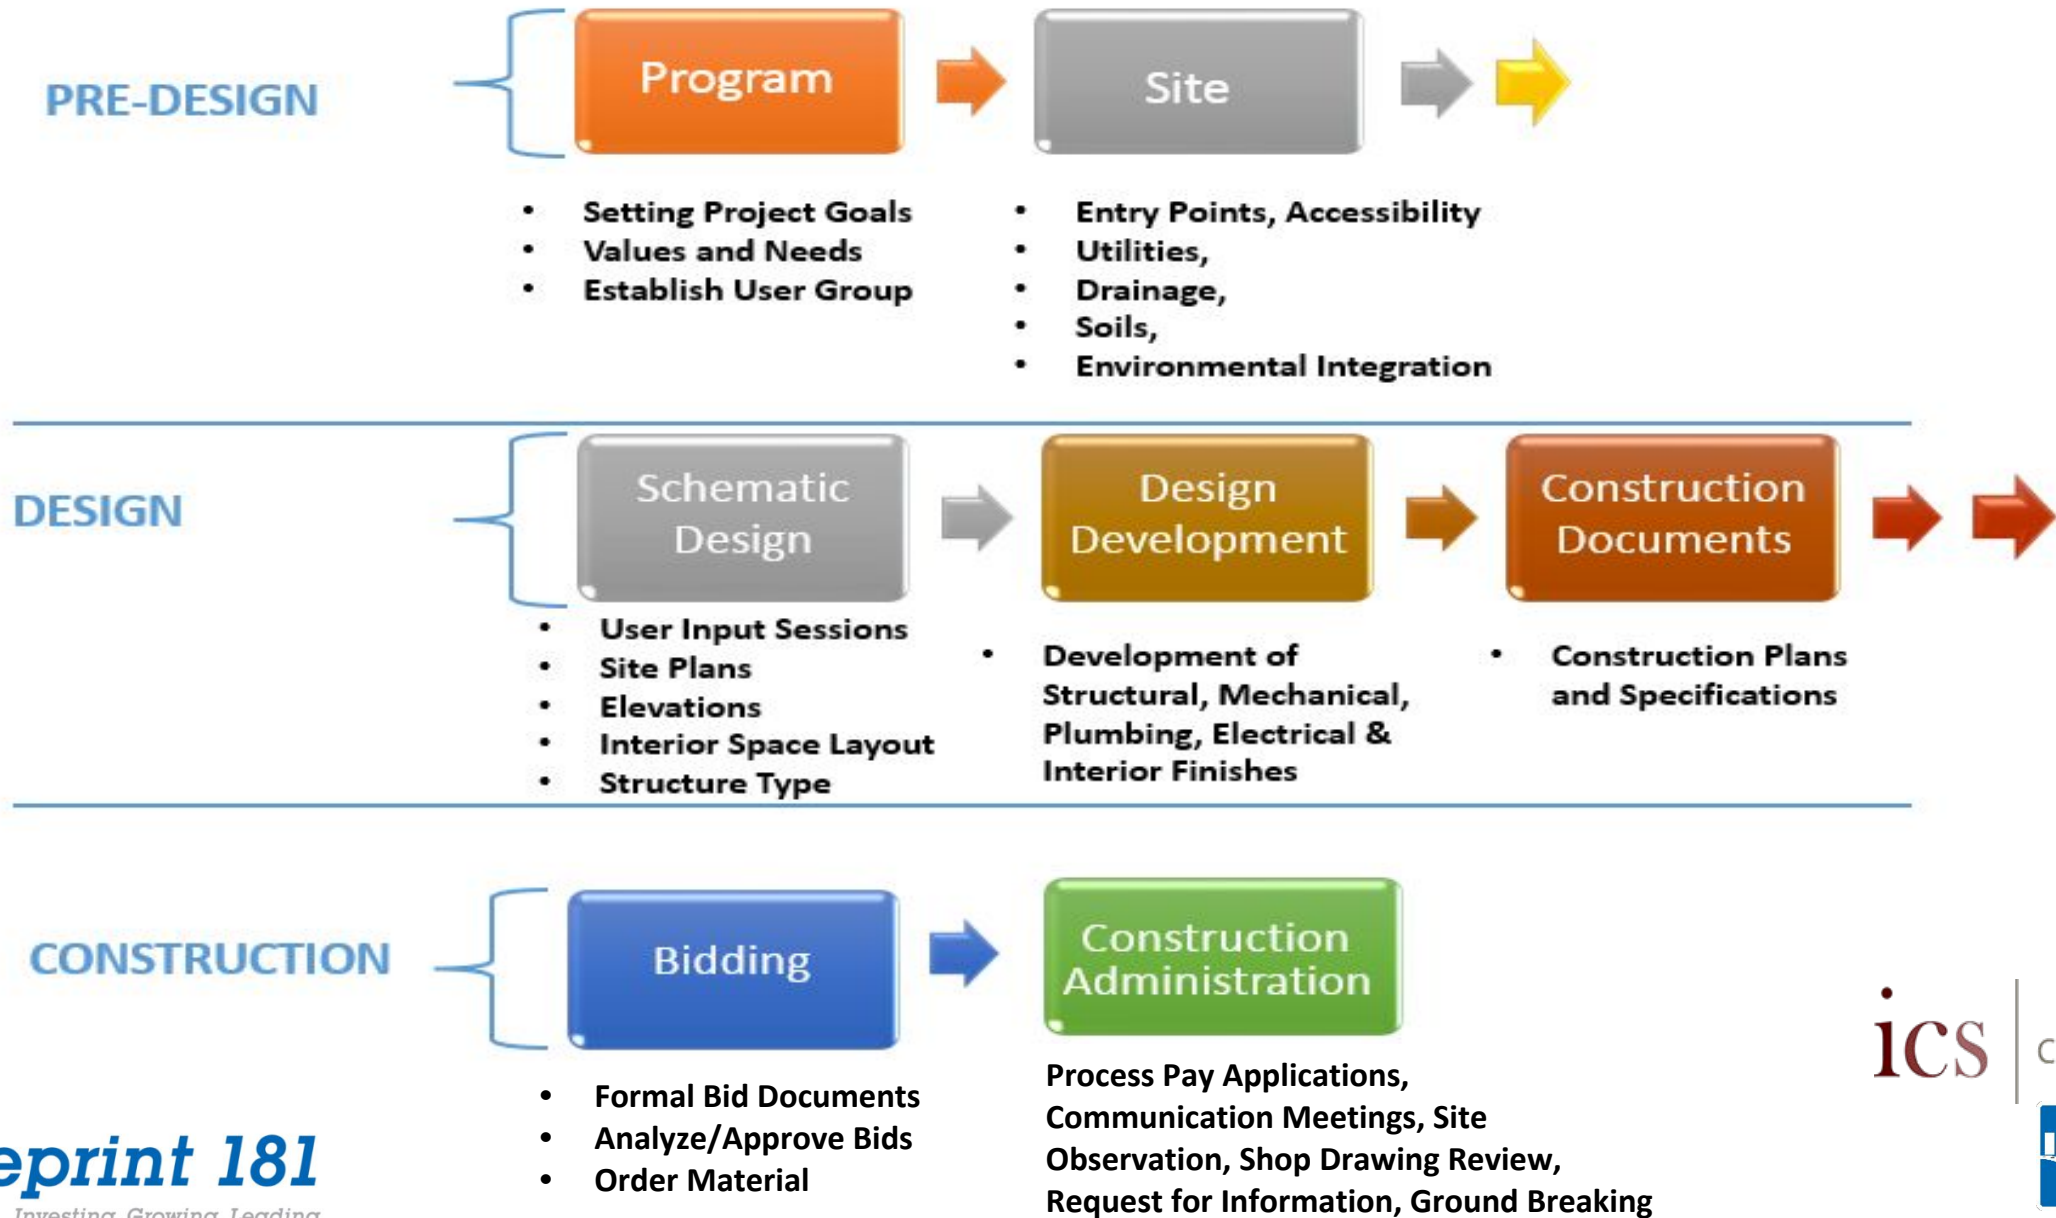 PRE-DESIGN
Program
Site
• Setting Project Goals
• Values and Needs
• Establish User Group
• Entry Points, Accessibility
• Utilities,
• Drainage,
• Soils,
• Environmental Integration
DESIGN
Schematic
Design
Design
Development
Construction
Documents
• User Input Sessions
• Site Plans
• Elevations
• Interior Space Layout
• Structure Type
• Development of
Structural, Mechanical,
Plumbing, Electrical &
Interior Finishes
• Construction Plans
and Specifications
CONSTRUCTION
Bidding
Construction
Administration
• Formal Bid Documents
• Analyze/Approve Bids
• Order Material
Process Pay Applications,
Communication Meetings, Site
Observation, Shop Drawing Review,
Request for Information, Ground Breaking
ics
eprint 181
Investing. Growing. Leading.